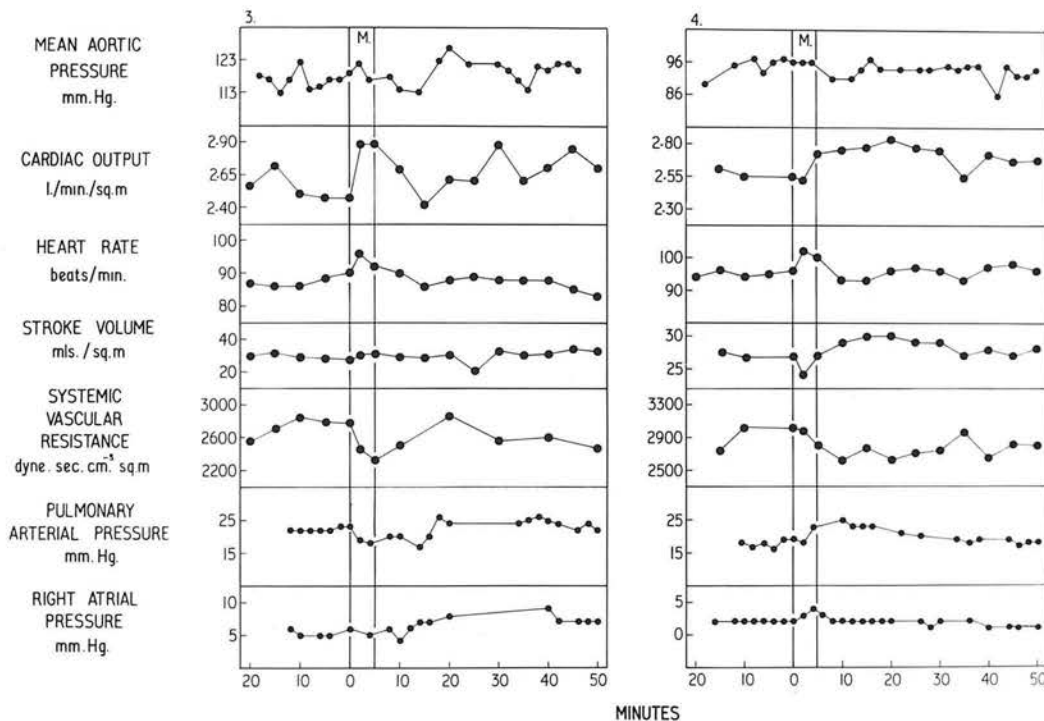 3.
4.
M.
M.
MEAN AORTIC
PRESSURE
mm.Hg.
123
113
96
86
CARDIAC OUTPUT
l./min./sq.m
2·90
2·65
2·40
2·80
2·55
2·30
HEART RATE
beats/min.
100
90
80
100
90
STROKE VOLUME
mls./sq.m
30
20
30
25
SYSTEMIC
VASCULAR
RESISTANCE
dyne. sec. cm.⁻⁵ sq.m
3000
2600
2200
3300
2900
2500
PULMONARY
ARTERIAL PRESSURE
mm. Hg.
25
15
25
15
RIGHT ATRIAL
PRESSURE
mm.Hg.
10
5
5
0
20 10 0 10 20 30 40 50
20 10 0 10 20 30 40 50
MINUTES